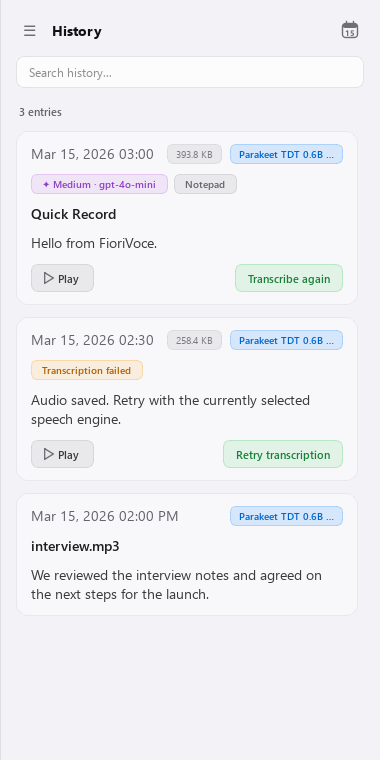 ☰ History 15
Search history...
3 entries
Mar 15, 2026 03:00 393.8 KB Parakeet TDT 0.6B ...
✦ Medium · gpt-4o-mini Notepad
Quick Record
Hello from FioriVoce.
Play Transcribe again
Mar 15, 2026 02:30 258.4 KB Parakeet TDT 0.6B ...
Transcription failed
Audio saved. Retry with the currently selected
speech engine.
Play Retry transcription
Mar 15, 2026 02:00 PM Parakeet TDT 0.6B ...
interview.mp3
We reviewed the interview notes and agreed on
the next steps for the launch.